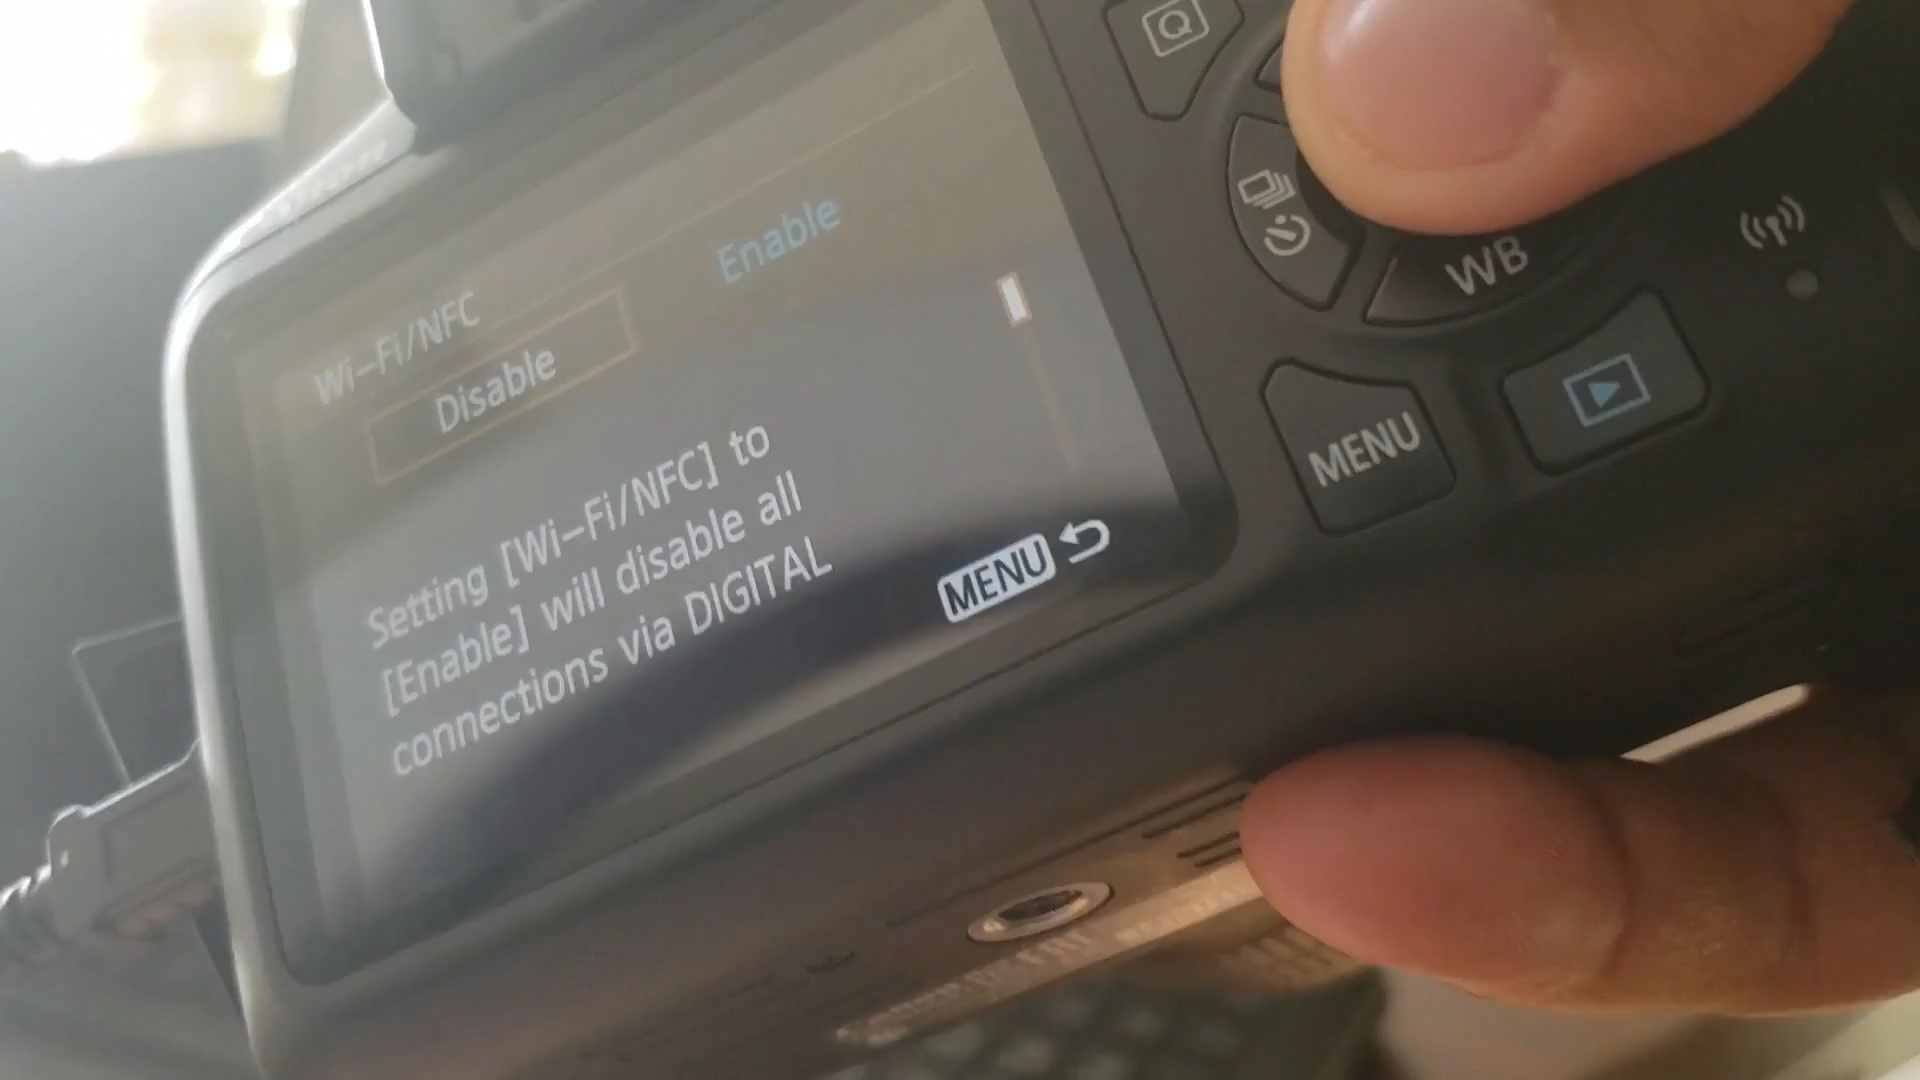 Q
Wi-Fi/NFC
Disable
Enable
Setting [Wi-Fi/NFC] to
[Enable] will disable all
connections via DIGITAL
MENU
WB
MENU